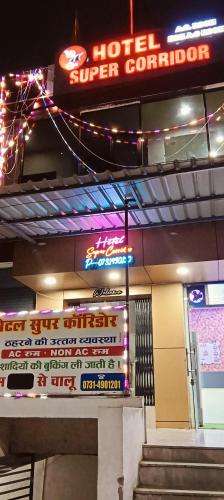 HOTEL
SUPER CORRIDOR
Hotel
Super Corridor
होटल सुपर कॉरिडोर
ठहरने की उत्तम व्यवस्था
AC रूम • NON AC रूम
शादियों की बुकिंग ली जाती है
से चालू
0731-4901201